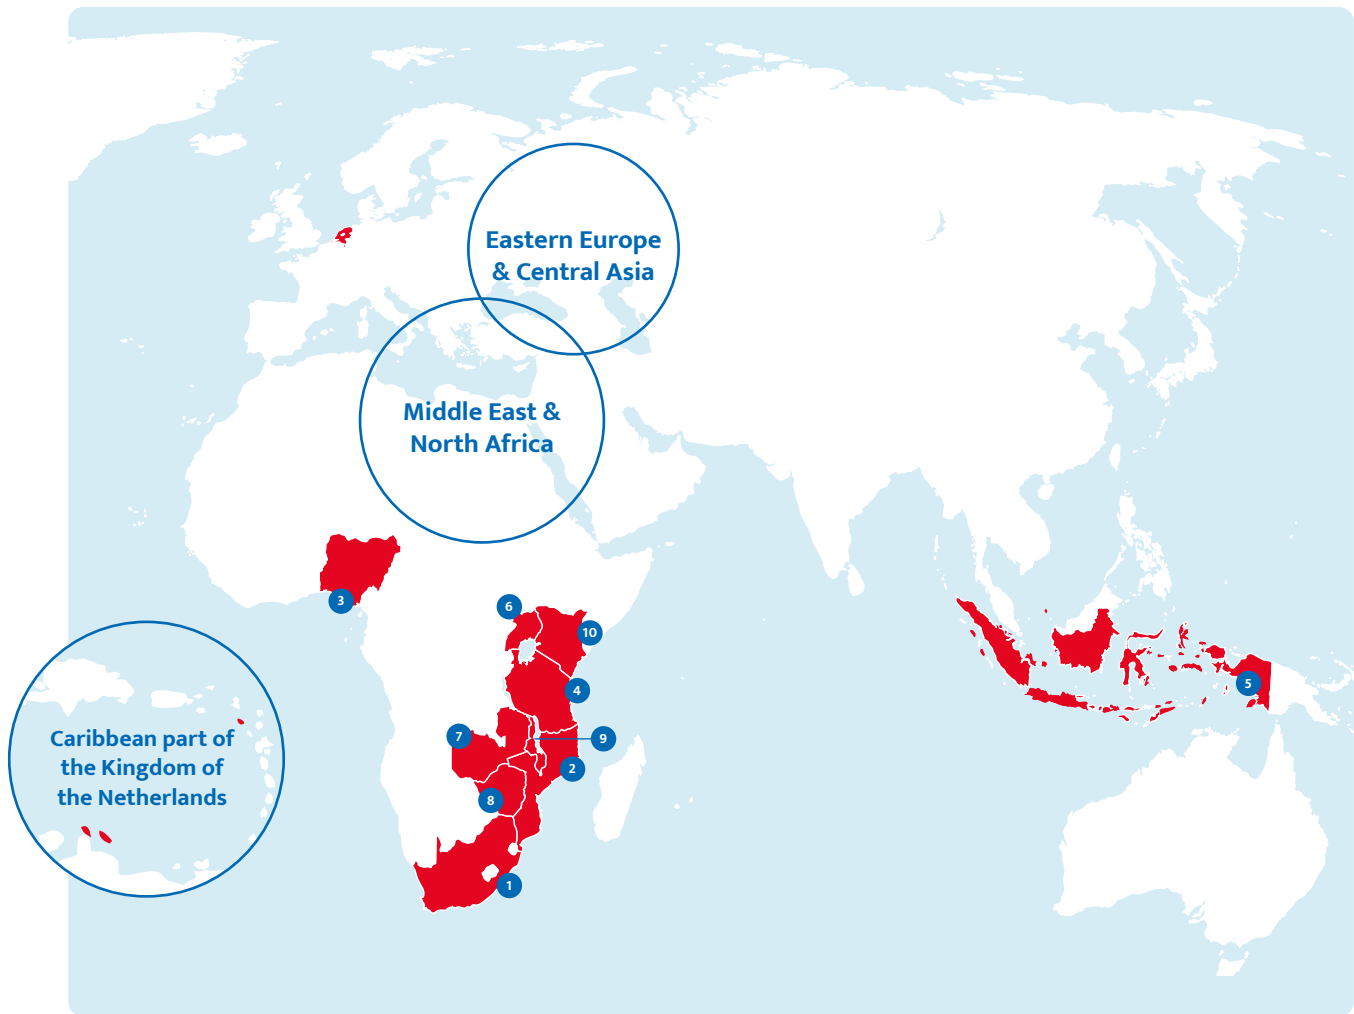 Eastern Europe
& Central Asia
Middle East &
North Africa
3
6
10
4
5
Caribbean part of
the Kingdom of
the Netherlands
7
9
2
8
1